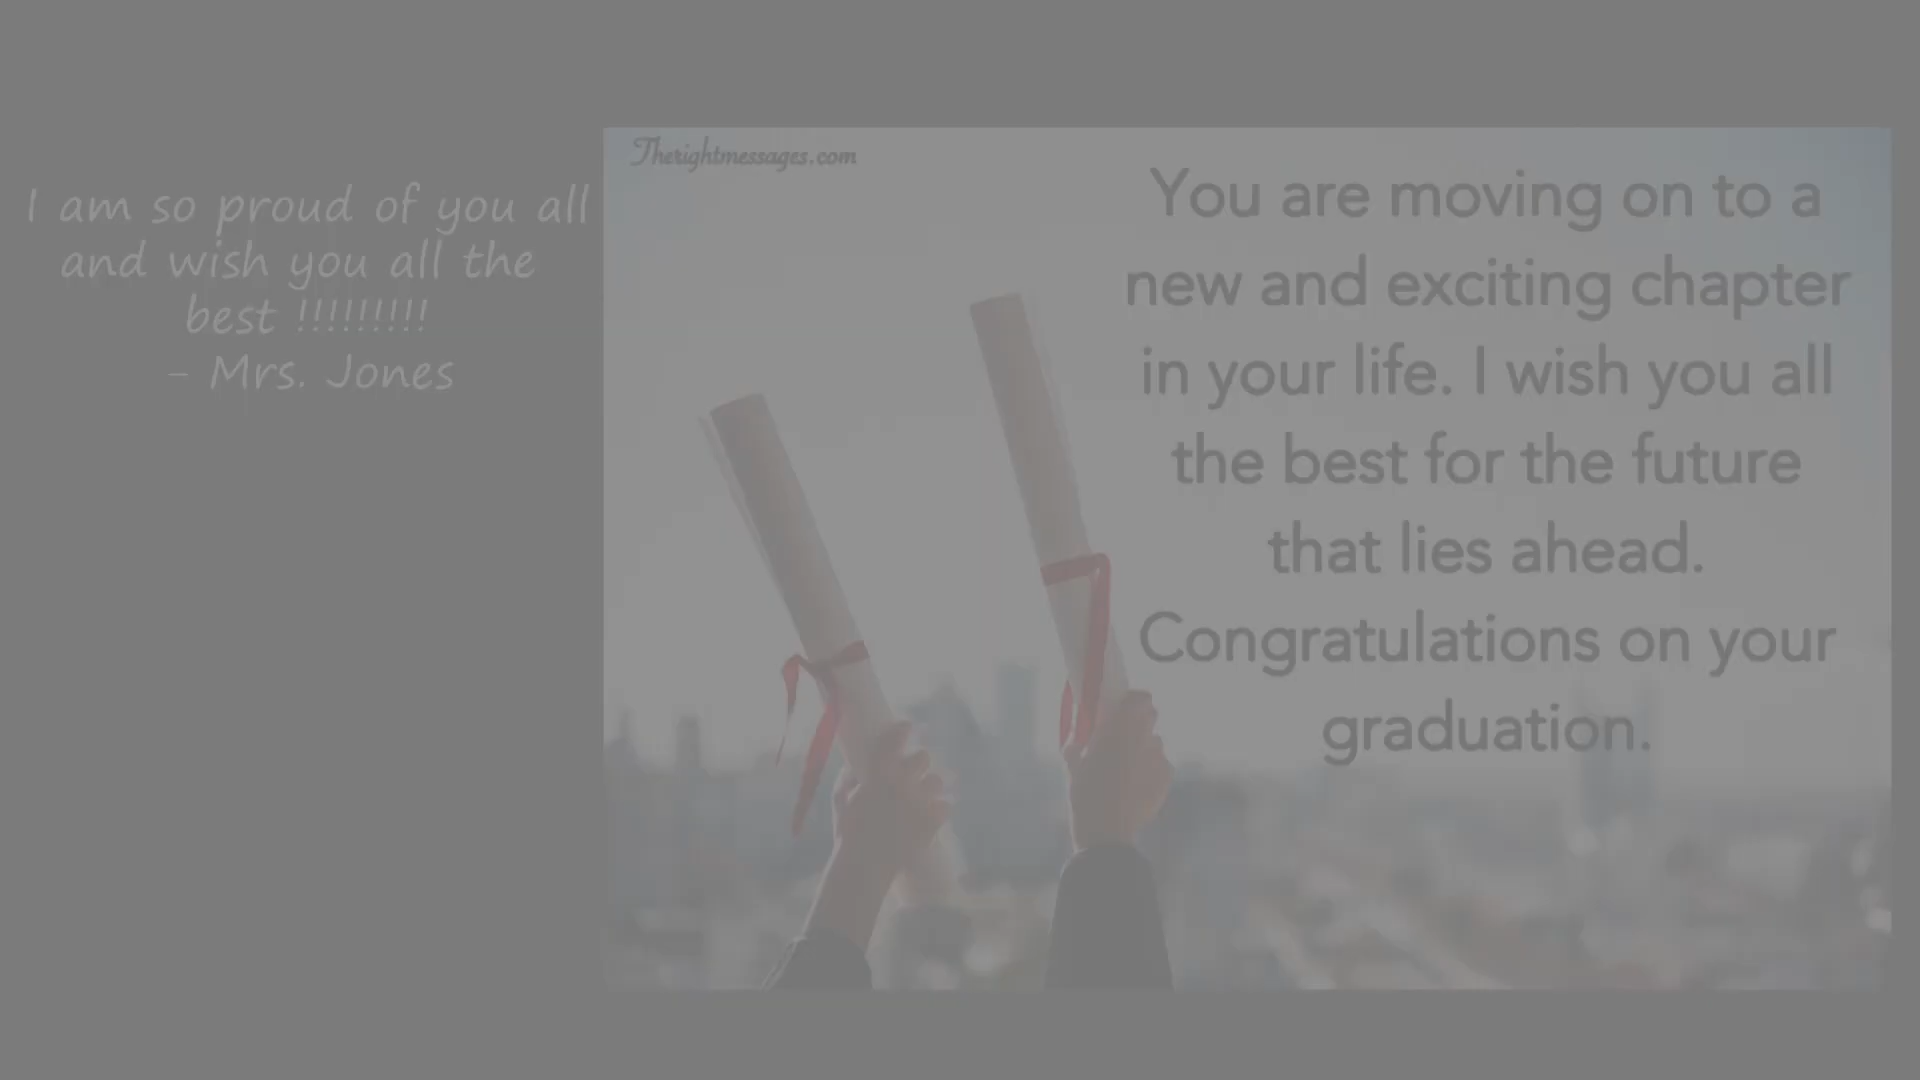 I am so proud of you all
and wish you all the
best !!!!!!!!!
- Mrs. Jones
Therightmessages.com
You are moving on to a
new and exciting chapter
in your life. I wish you all
the best for the future
that lies ahead.
Congratulations on your
graduation.